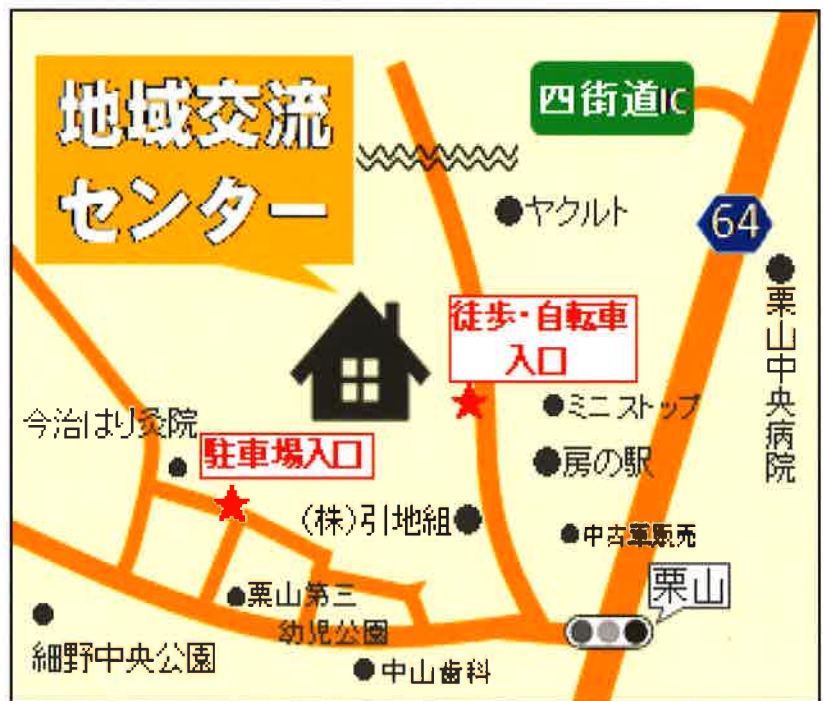 地域交流
センター
四街道IC
ヤクルト
64
栗山中央病院
徒歩・自転車
入口
ミニストップ
今治はり灸院
駐車場入口
房の駅
(株)引地組
中古車販売
栗山
栗山第三
幼児公園
細野中央公園
中山歯科